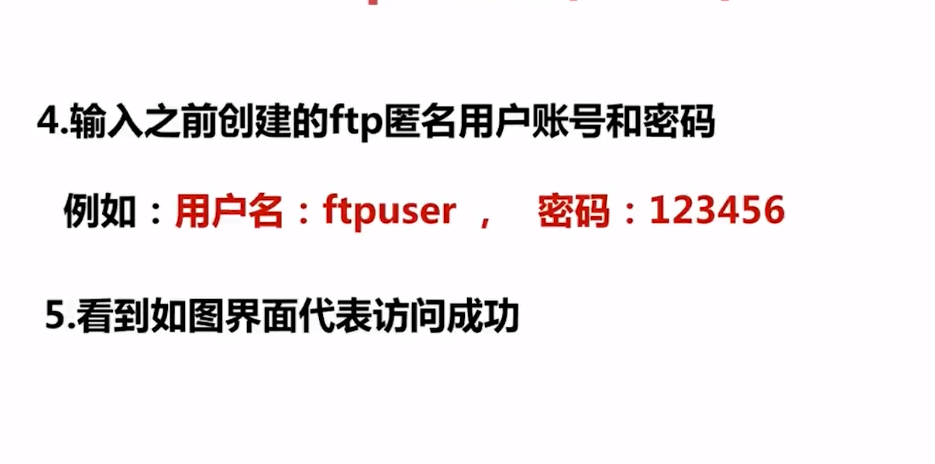 4.输入之前创建的ftp匿名用户账号和密码
例如：用户名：ftpuser ， 密码：123456
5.看到如图界面代表访问成功